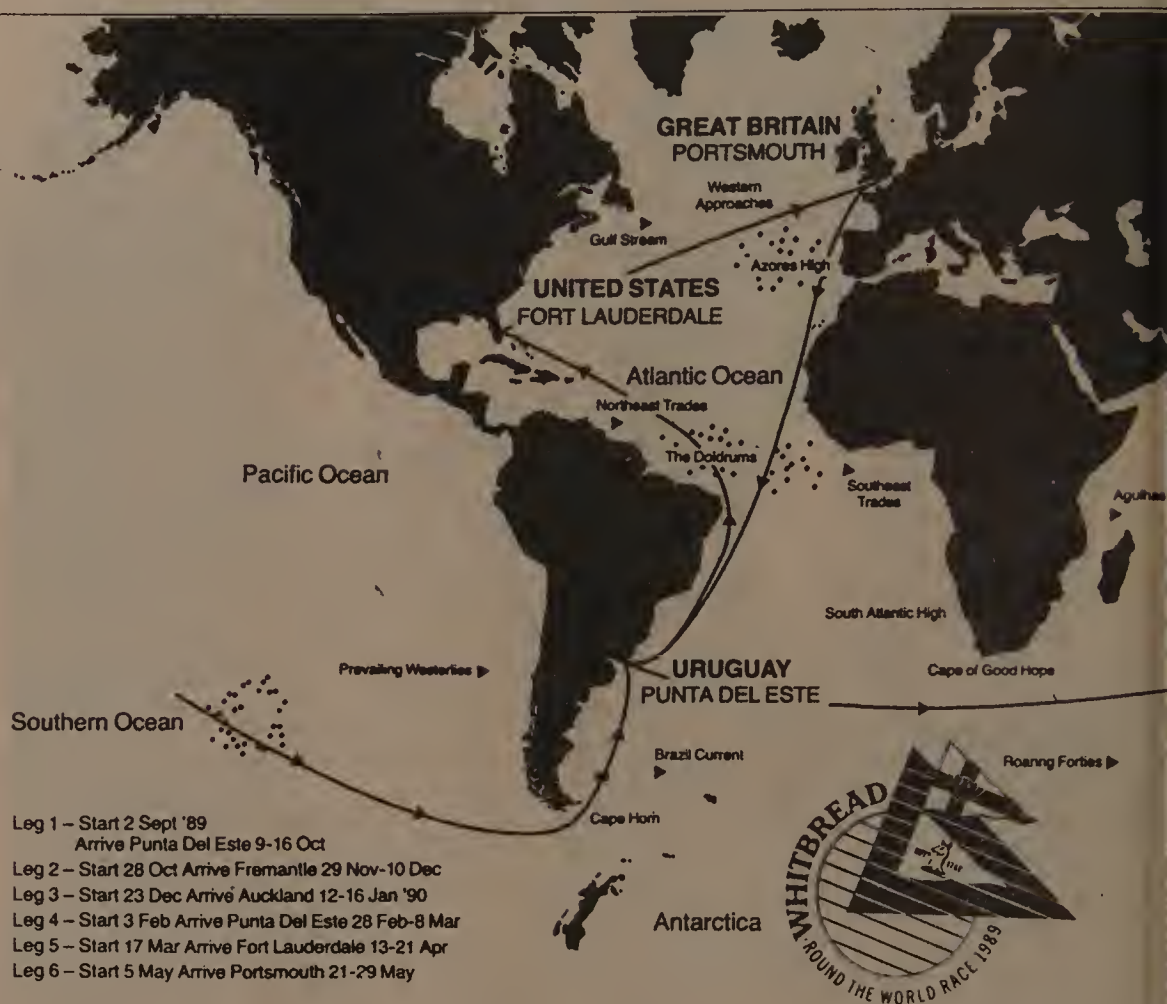 GREAT BRITAIN
PORTSMOUTH
Western
Approaches
Gulf Stream
Azores High
UNITED STATES
FORT LAUDERDALE
Atlantic Ocean
Northeast Trades
The Doldrums
Pacific Ocean
Southeast
Trades
Agulhas
South Atlantic High
Prevailing Westerlies
URUGUAY
PUNTA DEL ESTE
Cape of Good Hope
Southern Ocean
Brazil Current
Roaring Forties
Cape Horn
Leg 1 – Start 2 Sept '89
Arrive Punta Del Este 9-16 Oct
Leg 2 – Start 28 Oct Arrive Fremantle 29 Nov-10 Dec
Leg 3 – Start 23 Dec Arrive Auckland 12-16 Jan '90
Leg 4 – Start 3 Feb Arrive Punta Del Este 28 Feb-8 Mar
Leg 5 – Start 17 Mar Arrive Fort Lauderdale 13-21 Apr
Leg 6 – Start 5 May Arrive Portsmouth 21-29 May
Antarctica
WHITBREAD
·ROUND THE WORLD RACE 1989